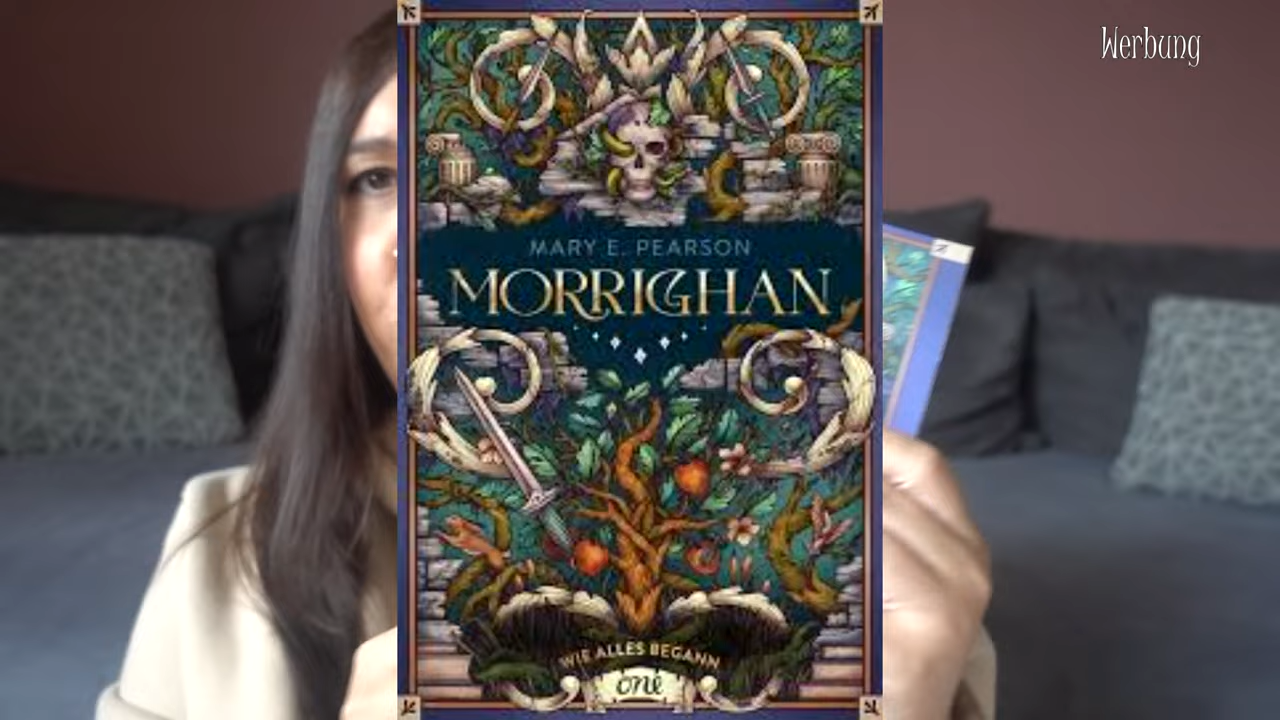 Werbung
MARY E. PEARSON
MORRIGHAN
WIE ALLES BEGANN
one